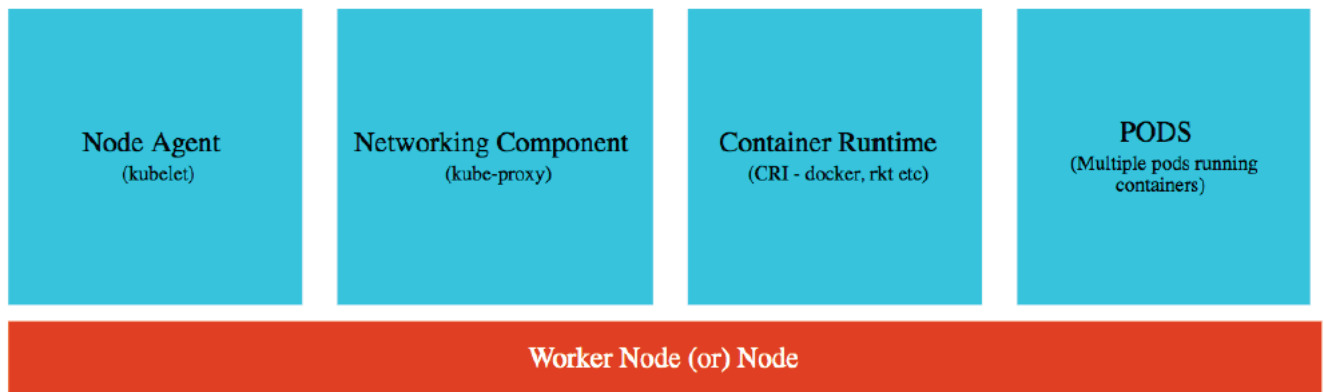 Node Agent
(kubelet)
Networking Component
(kube-proxy)
Container Runtime
(CRI - docker, rkt etc)
PODS
(Multiple pods running
containers)
Worker Node (or) Node